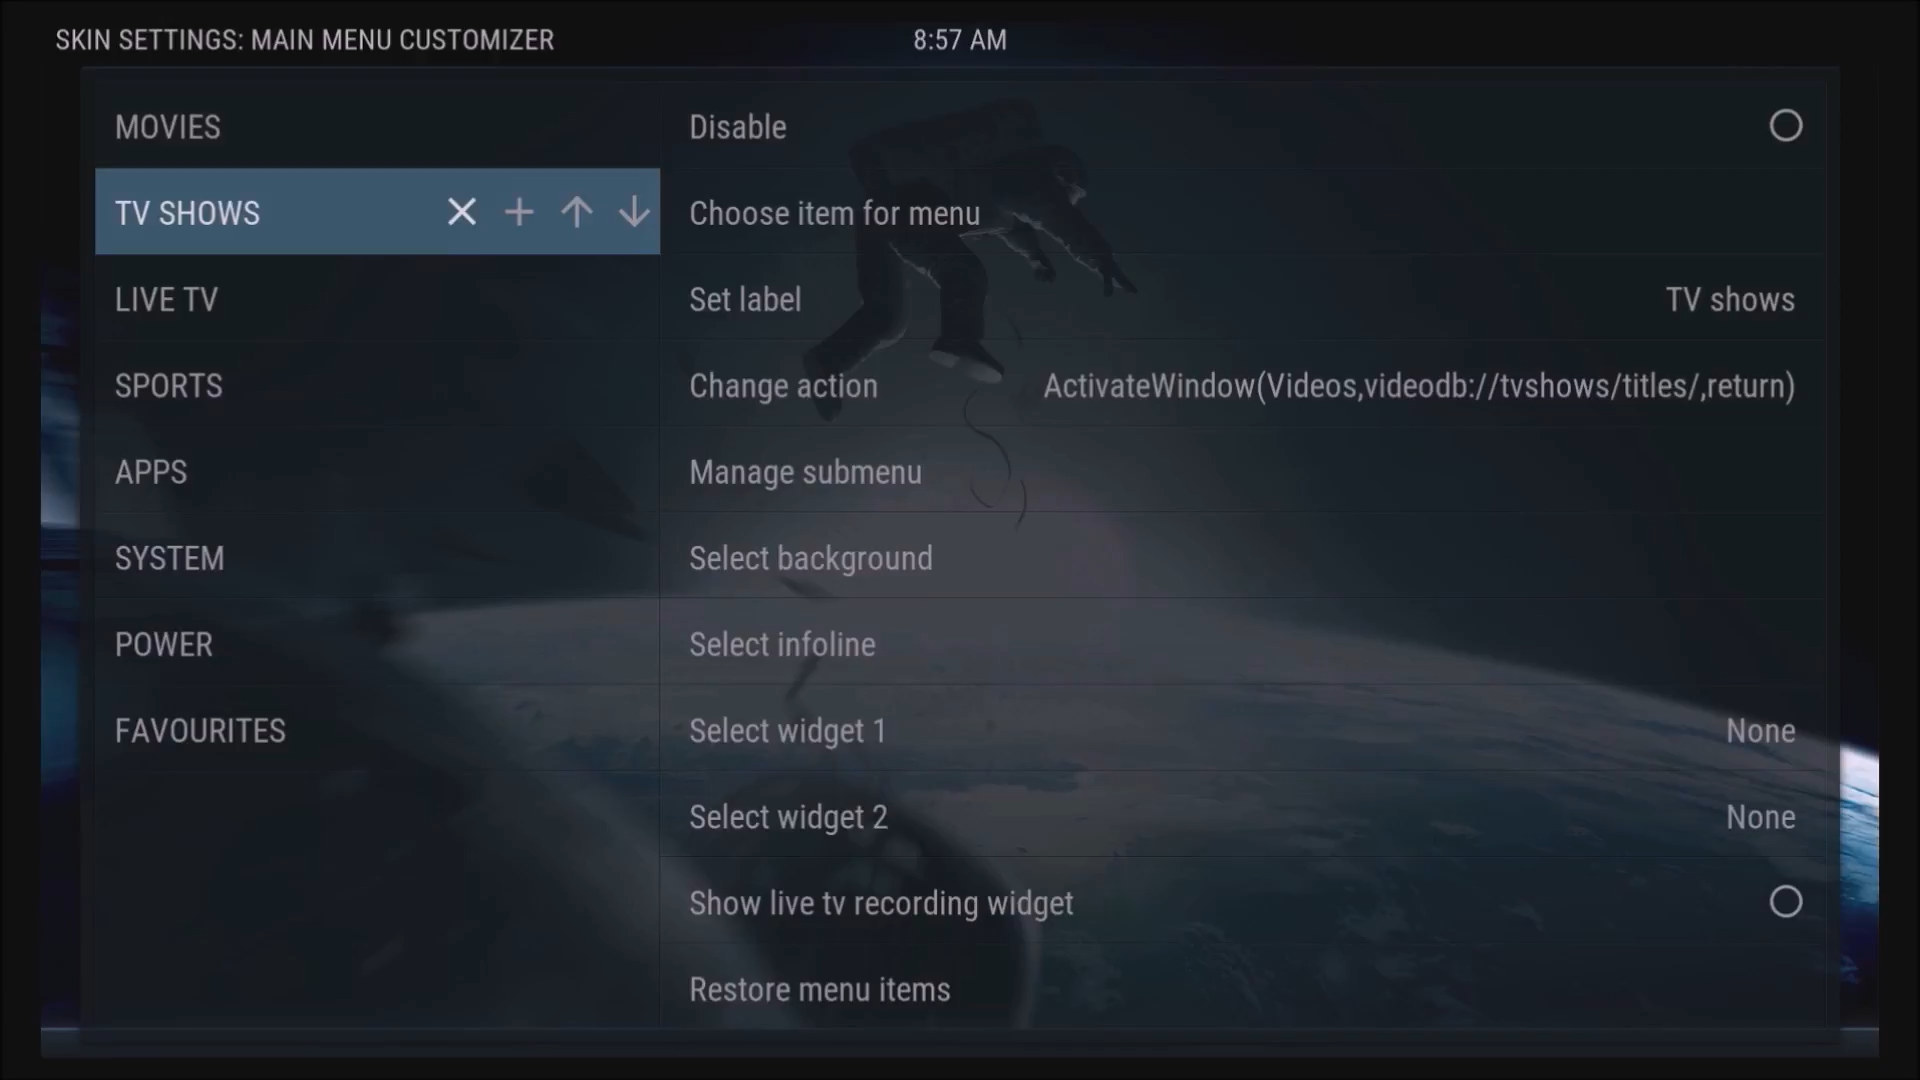 SKIN SETTINGS: MAIN MENU CUSTOMIZER
8:57 AM
MOVIES
TV SHOWS
LIVE TV
SPORTS
APPS
SYSTEM
POWER
FAVOURITES
Disable
Choose item for menu
Set label TV shows
Change action ActivateWindow(Videos,videodb://tvshows/titles/,return)
Manage submenu
Select background
Select infoline
Select widget 1 None
Select widget 2 None
Show live tv recording widget
Restore menu items